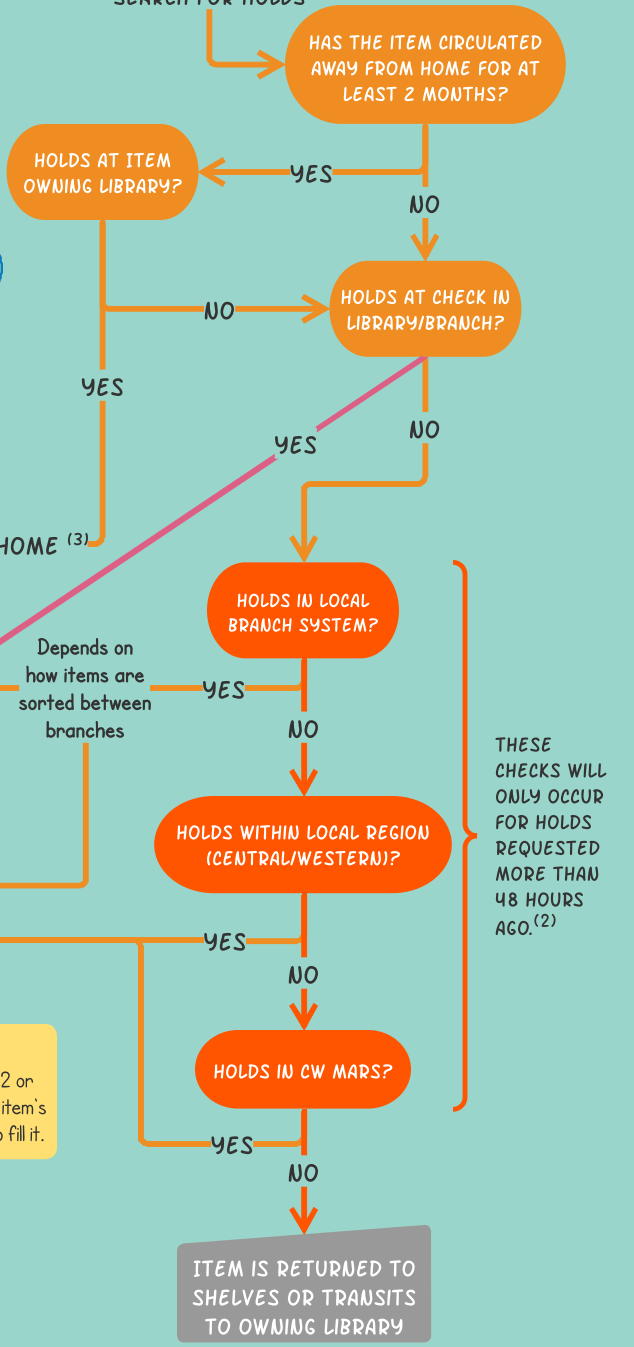 SEARCH FOR HOLDS
HAS THE ITEM CIRCULATED
AWAY FROM HOME FOR AT
LEAST 2 MONTHS?
HOLDS AT ITEM
OWNING LIBRARY?
YES
NO
HOLDS AT CHECK IN
LIBRARY/BRANCH?
NO
YES
YES
NO
HOME (3)
HOLDS IN LOCAL
BRANCH SYSTEM?
Depends on
how items are
sorted between
branches
YES
NO
THESE
CHECKS WILL
ONLY OCCUR
FOR HOLDS
REQUESTED
MORE THAN
48 HOURS
AGO.(2)
HOLDS WITHIN LOCAL REGION
(CENTRAL/WESTERN)?
YES
NO
HOLDS IN CW MARS?
2 or
item's
fill it.
YES
NO
ITEM IS RETURNED TO
SHELVES OR TRANSITS
TO OWNING LIBRARY